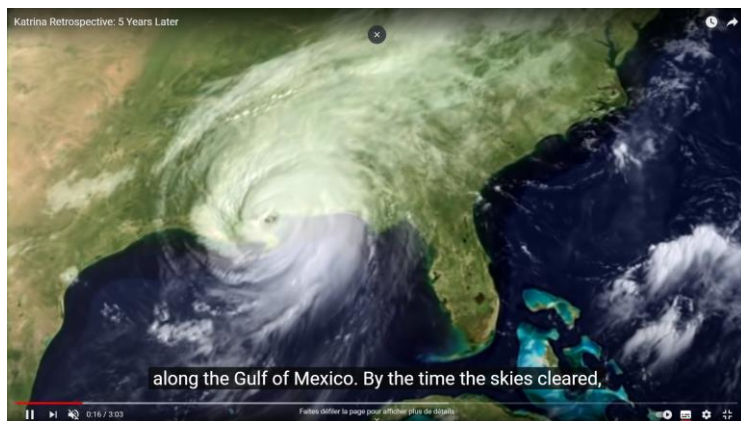 Katrina Retrospective: 5 Years Later
along the Gulf of Mexico. By the time the skies cleared,
0:16 / 3:03
Faites défiler la page pour afficher plus de détails